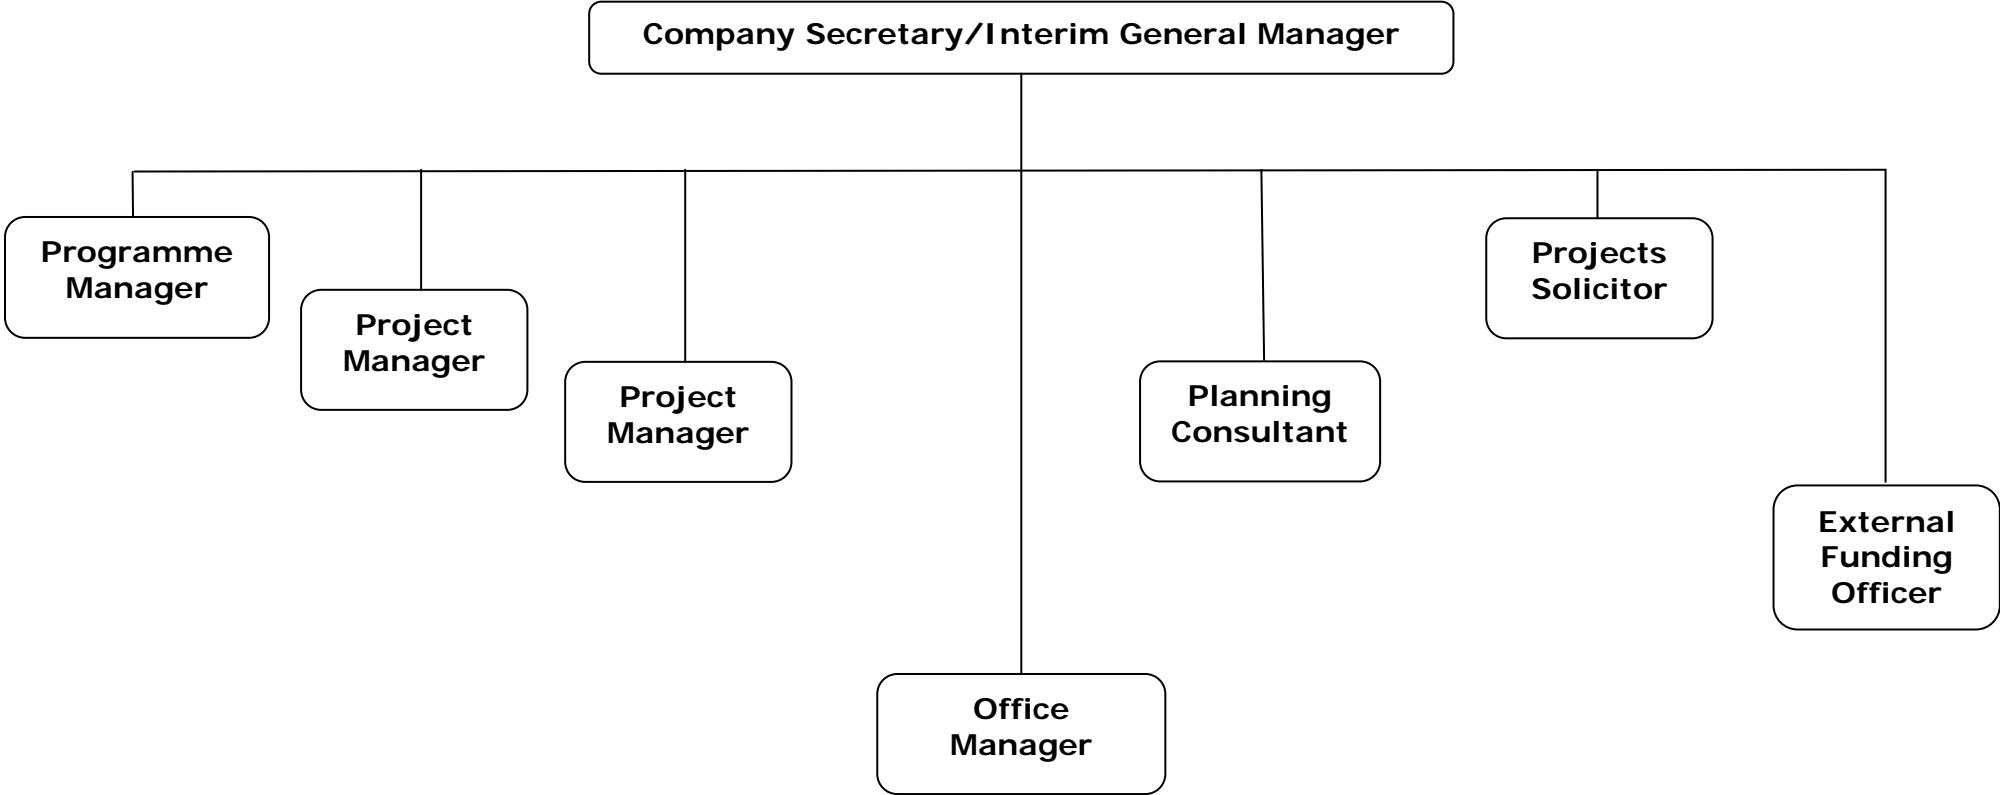 Company Secretary/Interim General Manager
Programme
Manager
Project
Manager
Project
Manager
Planning
Consultant
Projects
Solicitor
External
Funding
Officer
Office
Manager